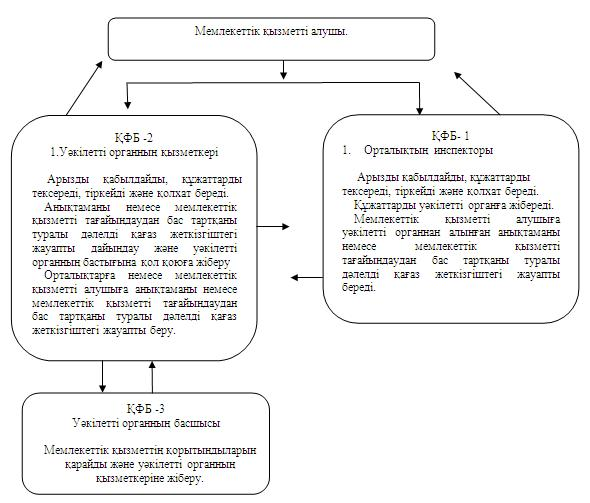 Мемлекеттік қызметті алушы.
ҚФБ -2
1.Уәкілетті органның қызметкері
Арызды қабылдайды, құжаттарды
тексереді, тіркейді және қолхат береді.
Анықтаманы немесе мемлекеттік
қызметті тағайындаудан бас тартқаны
туралы дәлелді қағаз жеткізгіштегі
жауапты дайындау және уәкілетті
органның бастығына қол қоюға жіберу
Орталықтарға немесе мемлекеттік
қызметті алушыға анықтаманы немесе
мемлекеттік қызметті тағайындаудан
бас тартқаны туралы дәлелді қағаз
жеткізгіштегі жауапты беру.
ҚФБ- 1
1. Орталықтың инспекторы
Арызды қабылдайды, құжаттарды
тексереді, тіркейді және қолхат береді.
Құжаттарды уәкілетті органға жібереді.
Мемлекеттік қызметті алушыға
уәкілетті органнан алынған анықтаманы
немесе мемлекеттік қызметті
тағайындаудан бас тартқаны туралы
дәлелді қағаз жеткізгіштегі жауапты
береді.
ҚФБ -3
Уәкілетті органның басшысы
Мемлекеттік қызметтің қорытындыларын
қарайды және уәкілетті органның
қызметкеріне жіберу.